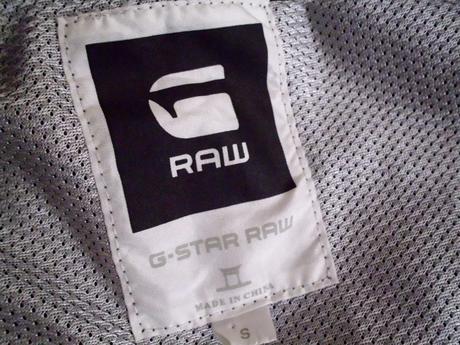 G
RAW
G-STAR RAW
MADE IN CHINA
S